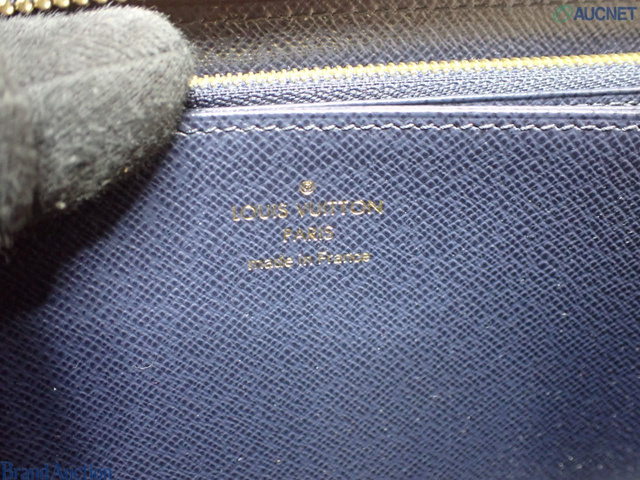 AUCNET
®
LOUIS VUITTON
PARIS
made in France
Brand Auction